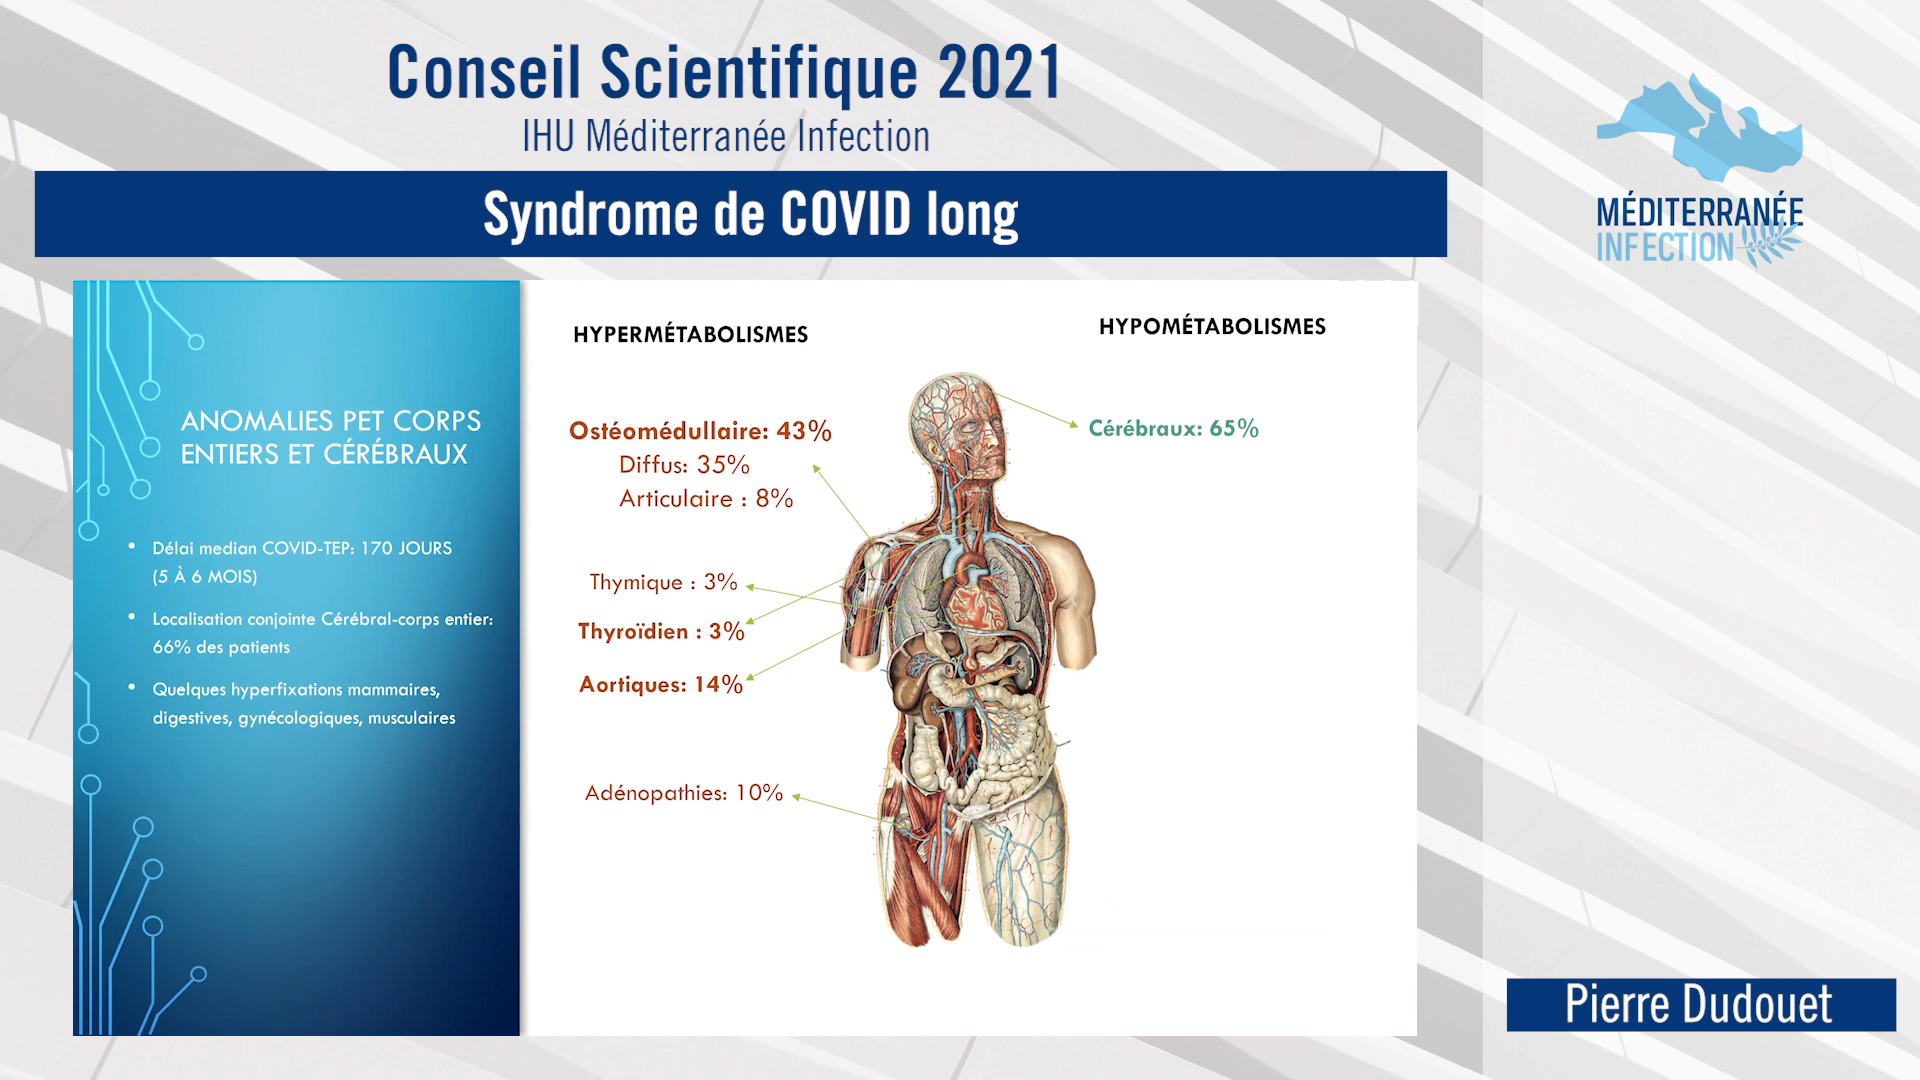 Conseil Scientifique 2021
IHU Méditerranée Infection
Syndrome de COVID long
MÉDITERRANÉE
INFECTION
ANOMALIES PET CORPS
ENTIERS ET CÉRÉBRAUX
• Délai median COVID-TEP: 170 JOURS
(5 À 6 MOIS)
• Localisation conjointe Cérébral-corps entier:
66% des patients
• Quelques hyperfixations mammaires,
digestives, gynécologiques, musculaires
HYPERMÉTABOLISMES
Ostéomédullaire: 43%
Diffus: 35%
Articulaire : 8%
Thymique : 3%
Thyroïdien : 3%
Aortiques: 14%
Adénopathies: 10%
HYPOMÉTABOLISMES
Cérébraux: 65%
Pierre Dudouet